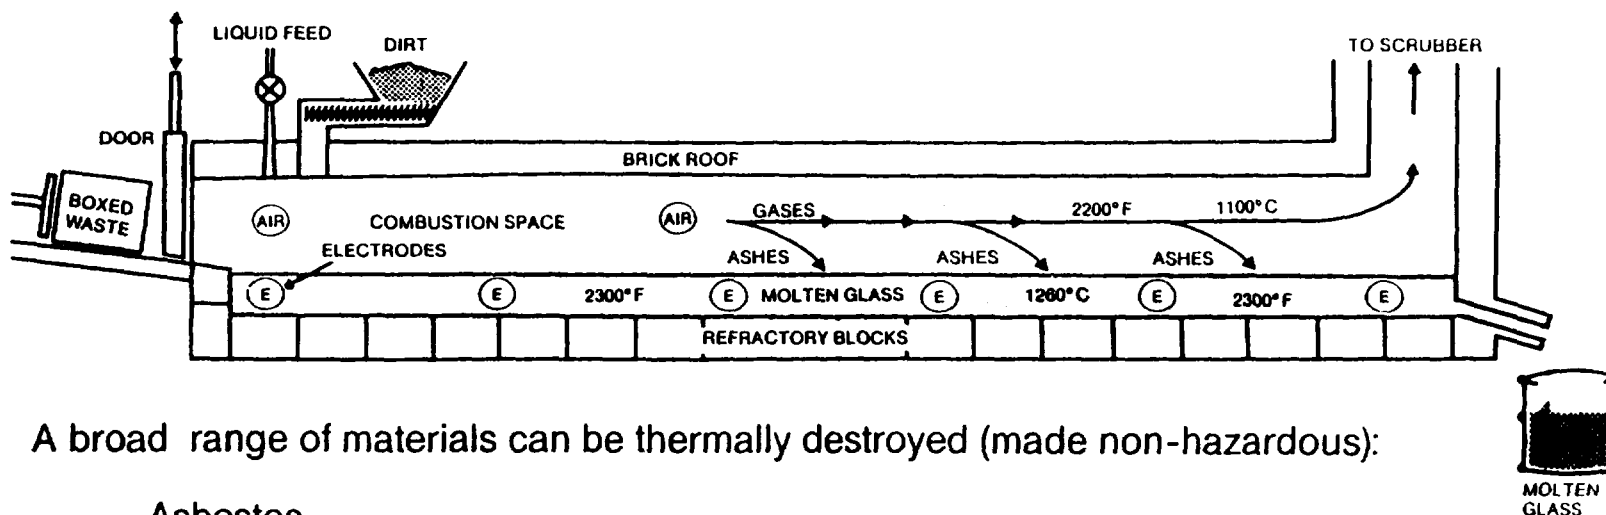 LIQUID FEED
DIRT
TO SCRUBBER
DOOR
BRICK ROOF
BOXED
WASTE
AIR
COMBUSTION SPACE
AIR
GASES
2200°F
1100°C
ELECTRODES
ASHES
ASHES
ASHES
E
E
2300°F
E
MOLTEN GLASS
E
1260°C
E
2300°F
E
REFRACTORY BLOCKS
A broad range of materials can be thermally destroyed (made non-hazardous):
MOLTEN
GLASS
Asbestos